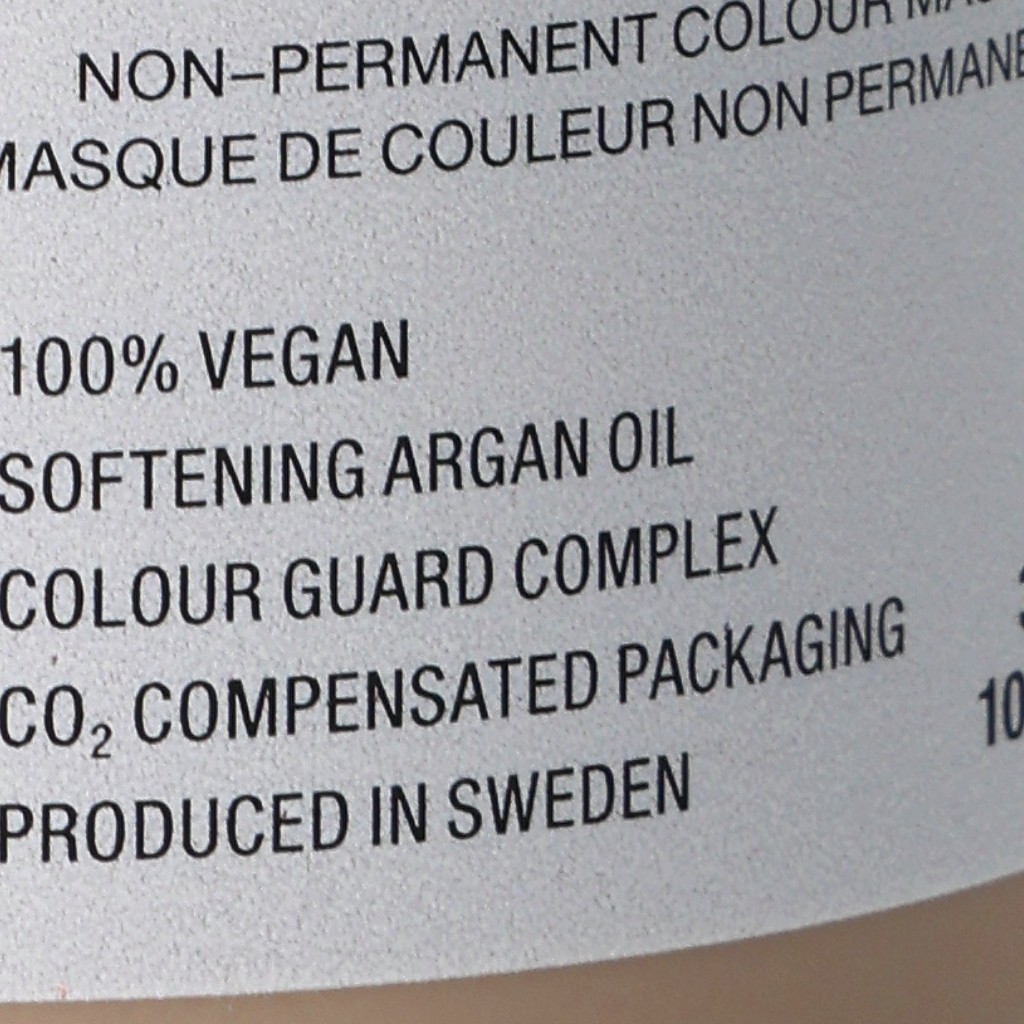 NON–PERMANENT COLOUR
MASQUE DE COULEUR NON
100% VEGAN
SOFTENING ARGAN OIL
COLOUR GUARD COMPLEX
CO₂ COMPENSATED PACKAGING
PRODUCED IN SWEDEN